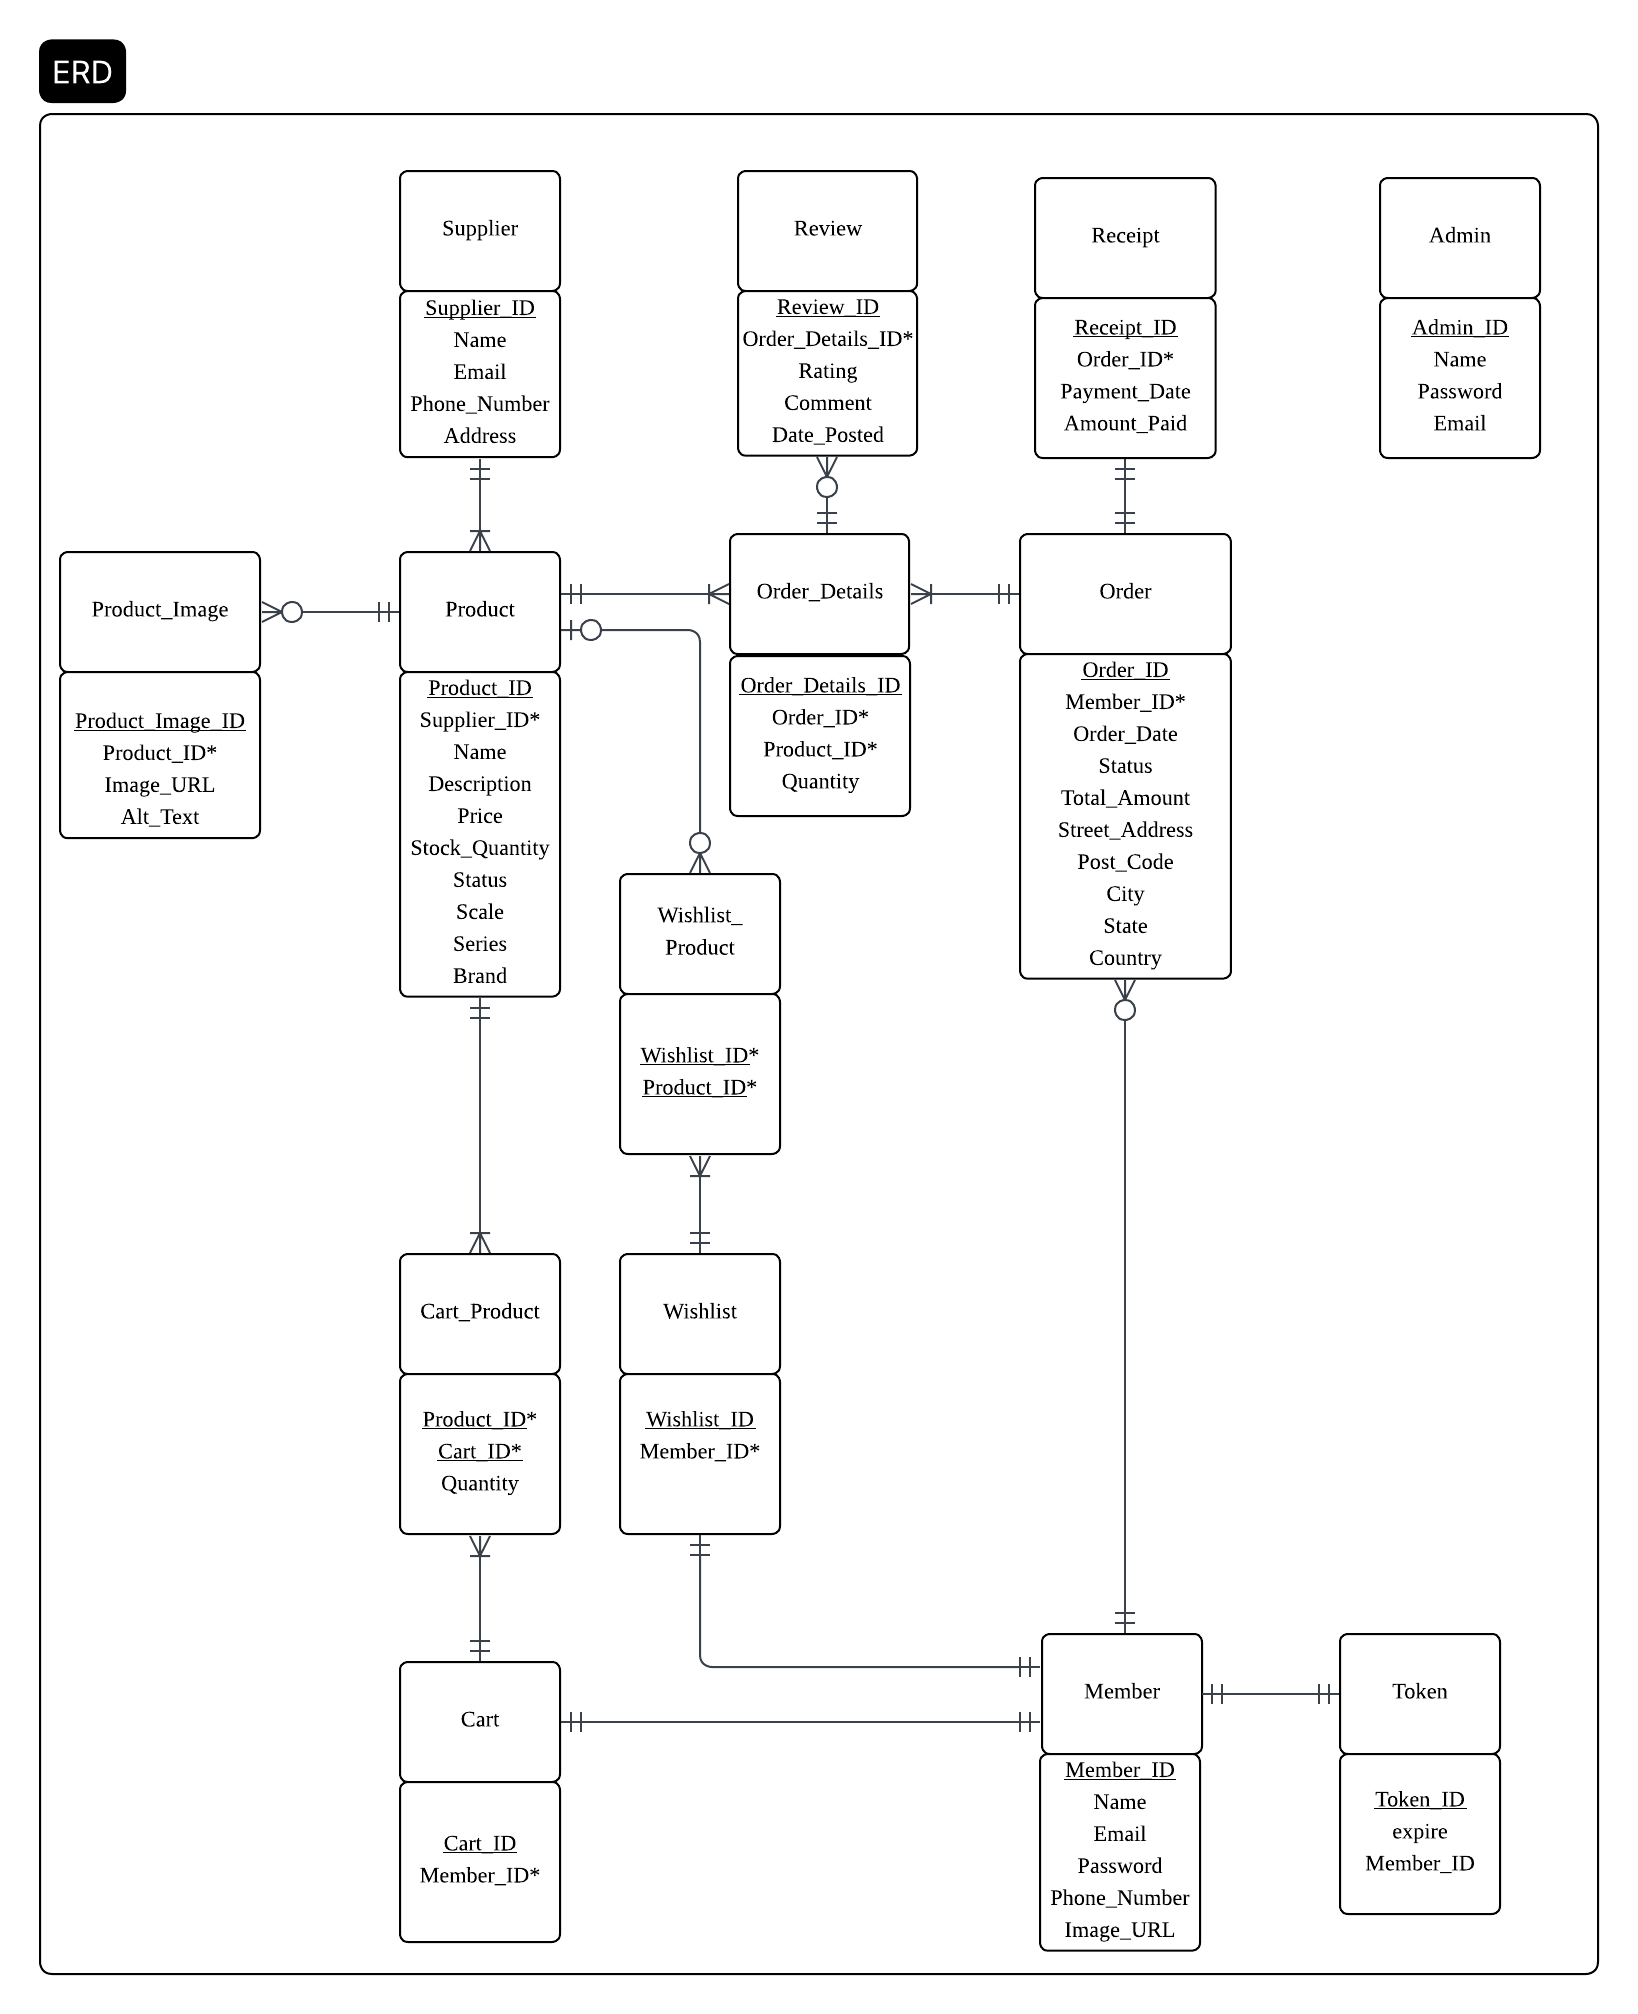 ERD
Supplier
Supplier_ID
Name
Email
Phone_Number
Address
Review
Review_ID
Order_Details_ID*
Rating
Comment
Date_Posted
Receipt
Receipt_ID
Order_ID*
Payment_Date
Amount_Paid
Admin
Admin_ID
Name
Password
Email
Product_Image
Product_Image_ID
Product_ID*
Image_URL
Alt_Text
Product
Product_ID
Supplier_ID*
Name
Description
Price
Stock_Quantity
Status
Scale
Series
Brand
Order_Details
Order_Details_ID
Order_ID*
Product_ID*
Quantity
Order
Order_ID
Member_ID*
Order_Date
Status
Total_Amount
Street_Address
Post_Code
City
State
Country
Wishlist_
Product
Wishlist_ID*
Product_ID*
Cart_Product
Product_ID*
Cart_ID*
Quantity
Wishlist
Wishlist_ID
Member_ID*
Cart
Cart_ID
Member_ID*
Member
Member_ID
Name
Email
Password
Phone_Number
Image_URL
Token
Token_ID
expire
Member_ID